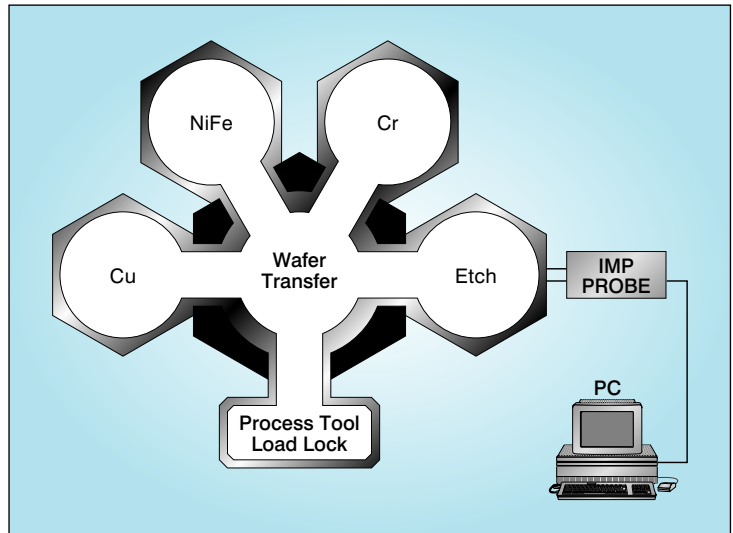 NiFe
Cr
Cu
Wafer
Transfer
Etch
IMP
PROBE
PC
Process Tool
Load Lock